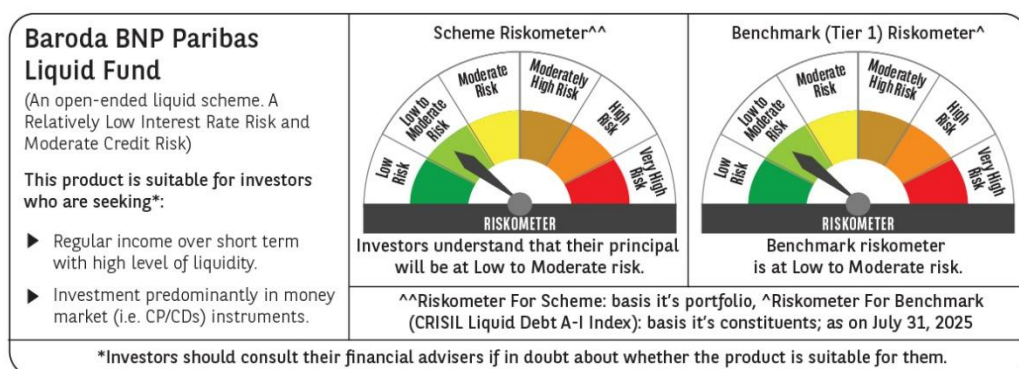 Baroda BNP Paribas
Liquid Fund
(An open-ended liquid scheme. A
Relatively Low Interest Rate Risk and
Moderate Credit Risk)
This product is suitable for investors
who are seeking*:
▶ Regular income over short term
with high level of liquidity.
▶ Investment predominantly in money
market (i.e. CP/CDs) instruments.
Scheme Riskometer^^
Low
Risk
Low to
Moderate
Risk
Moderate
Risk
Moderately
High Risk
High
Risk
Very High
Risk
RISKOMETER
Investors understand that their principal
will be at Low to Moderate risk.
Benchmark (Tier 1) Riskometer^
Low
Risk
Low to
Moderate
Risk
Moderate
Risk
Moderately
High Risk
High
Risk
Very High
Risk
RISKOMETER
Benchmark riskometer
is at Low to Moderate risk.
^^Riskometer For Scheme: basis it's portfolio, ^Riskometer For Benchmark
(CRISIL Liquid Debt A-I Index): basis it's constituents; as on July 31, 2025
*Investors should consult their financial advisers if in doubt about whether the product is suitable for them.